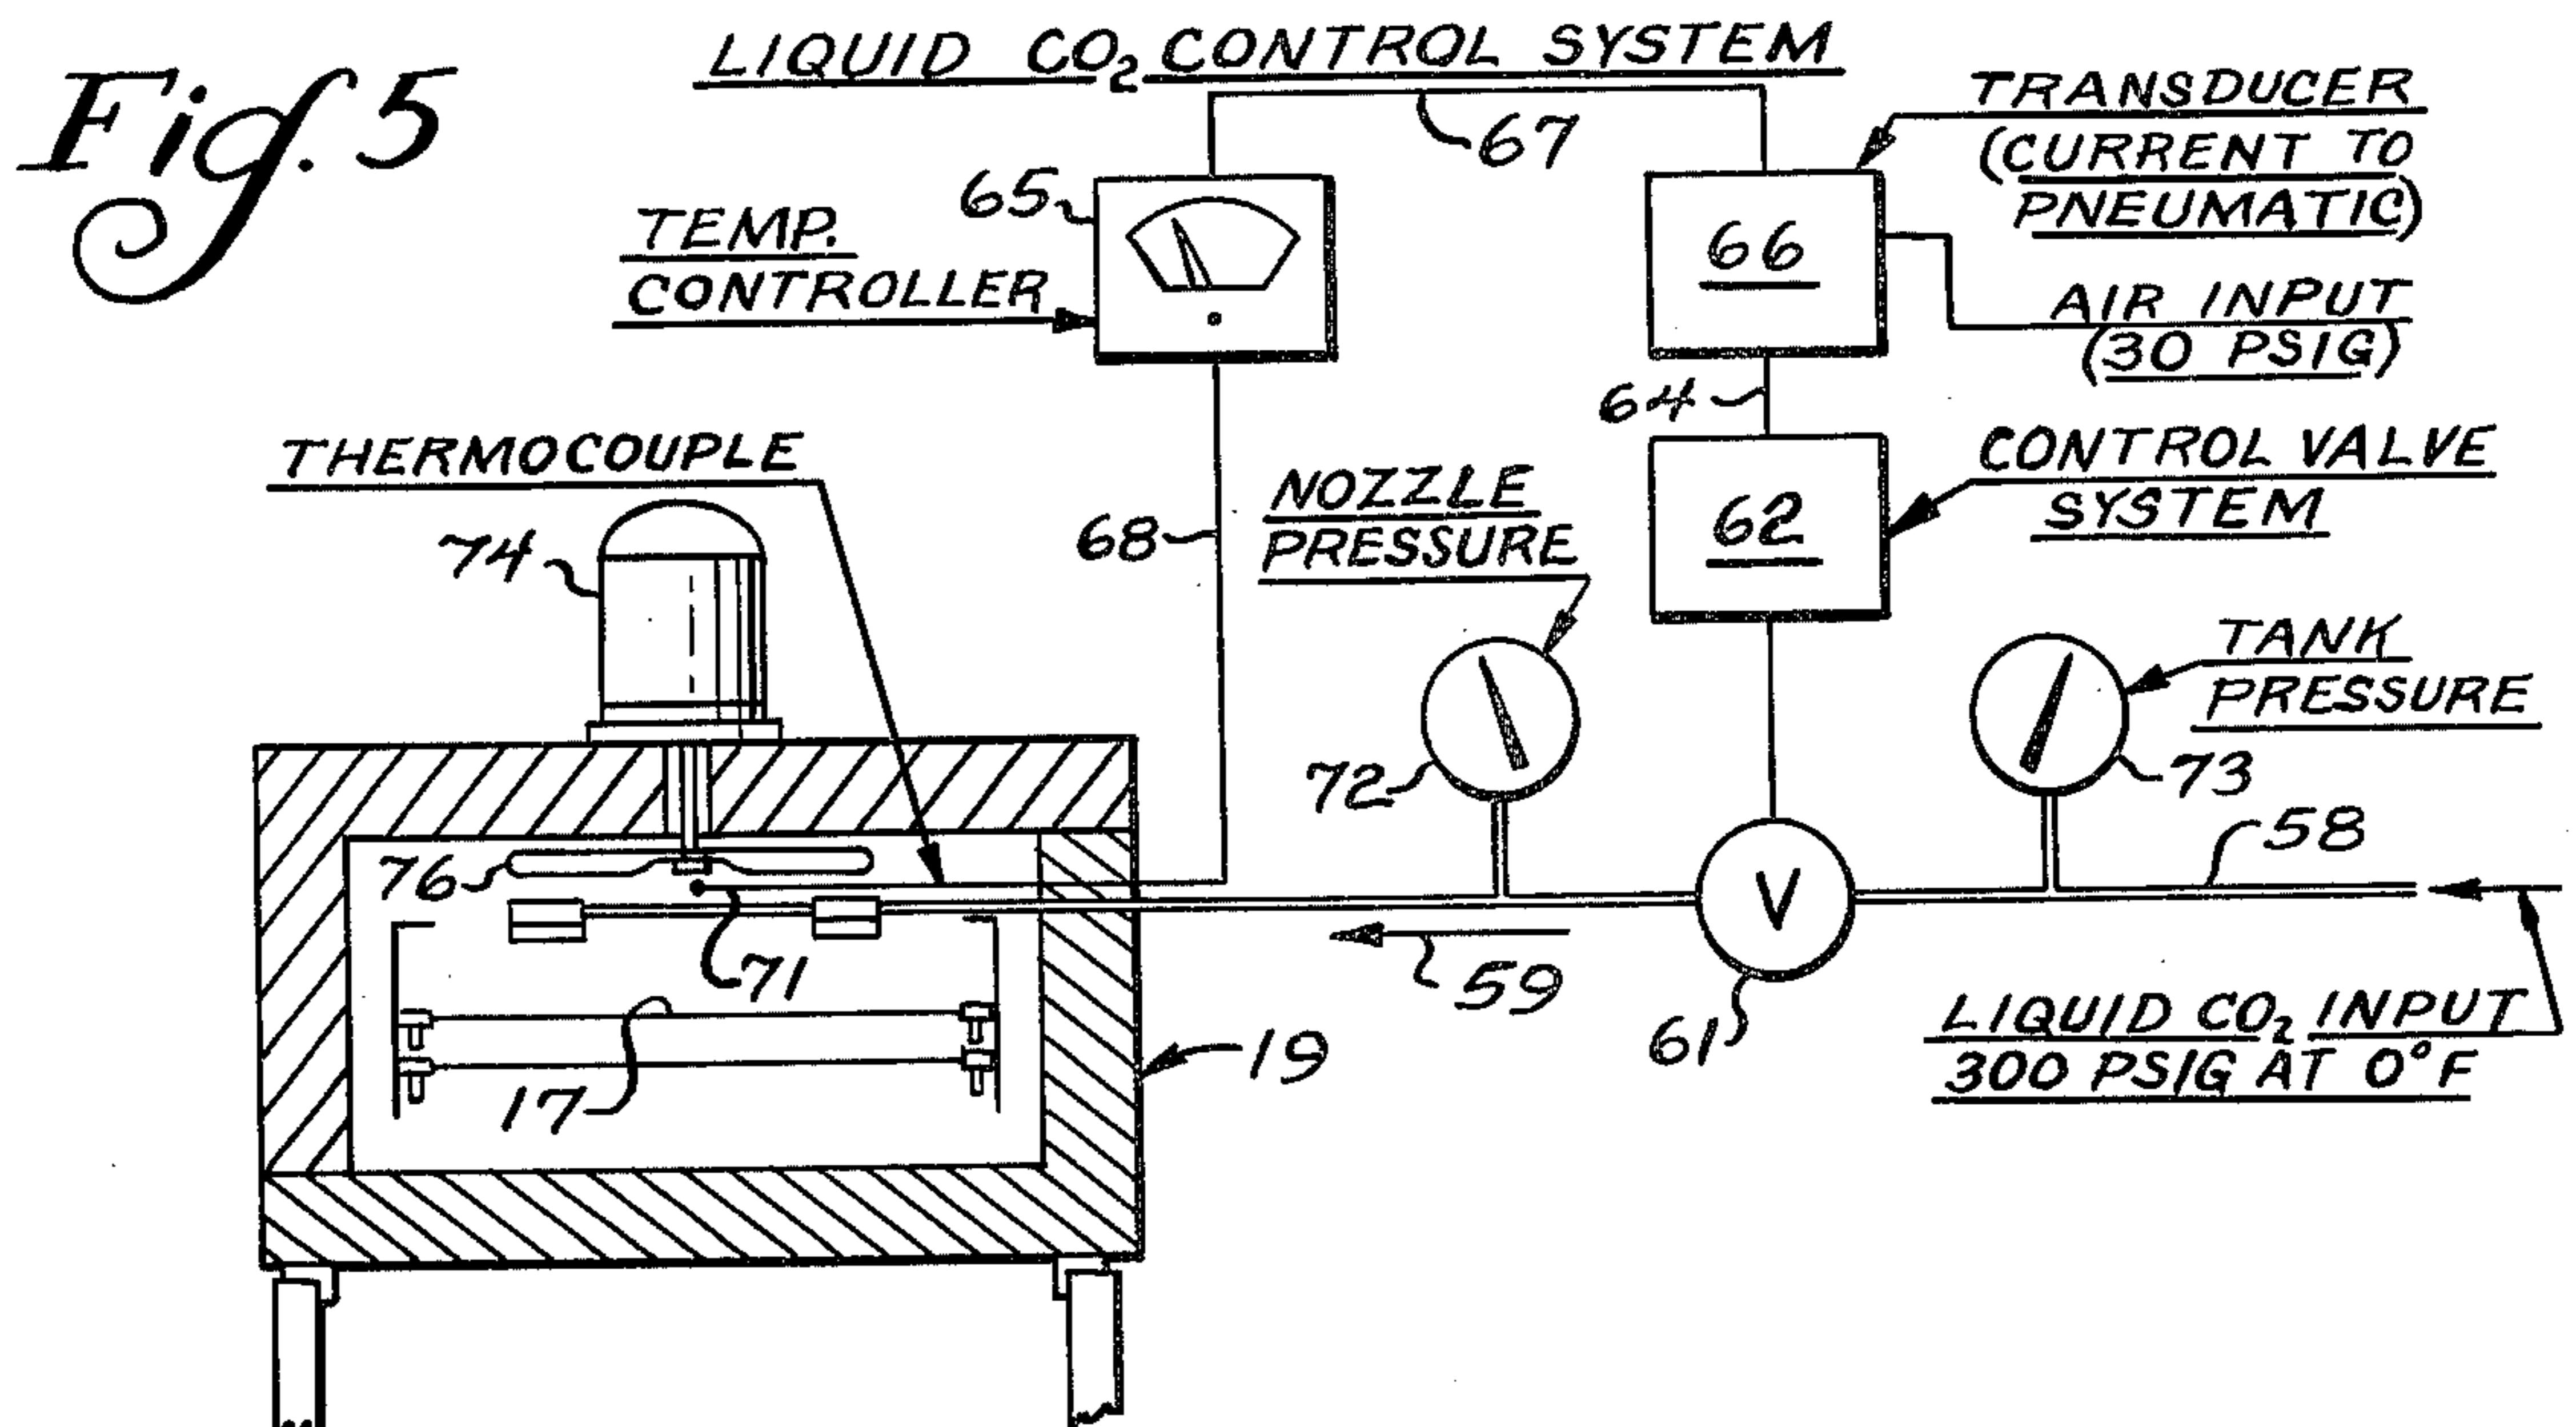 Fig. 5
LIQUID CO₂ CONTROL SYSTEM
TRANSDUCER
(CURRENT TO
PNEUMATIC)
67
65
TEMP.
CONTROLLER
66
AIR INPUT
(30 PSIG)
64
THERMOCOUPLE
CONTROL VALVE
SYSTEM
NOZZLE
PRESSURE
62
68
74
TANK
PRESSURE
72
73
58
76
V
71
59
61
LIQUID CO₂ INPUT
300 PSIG AT 0°F
19
17